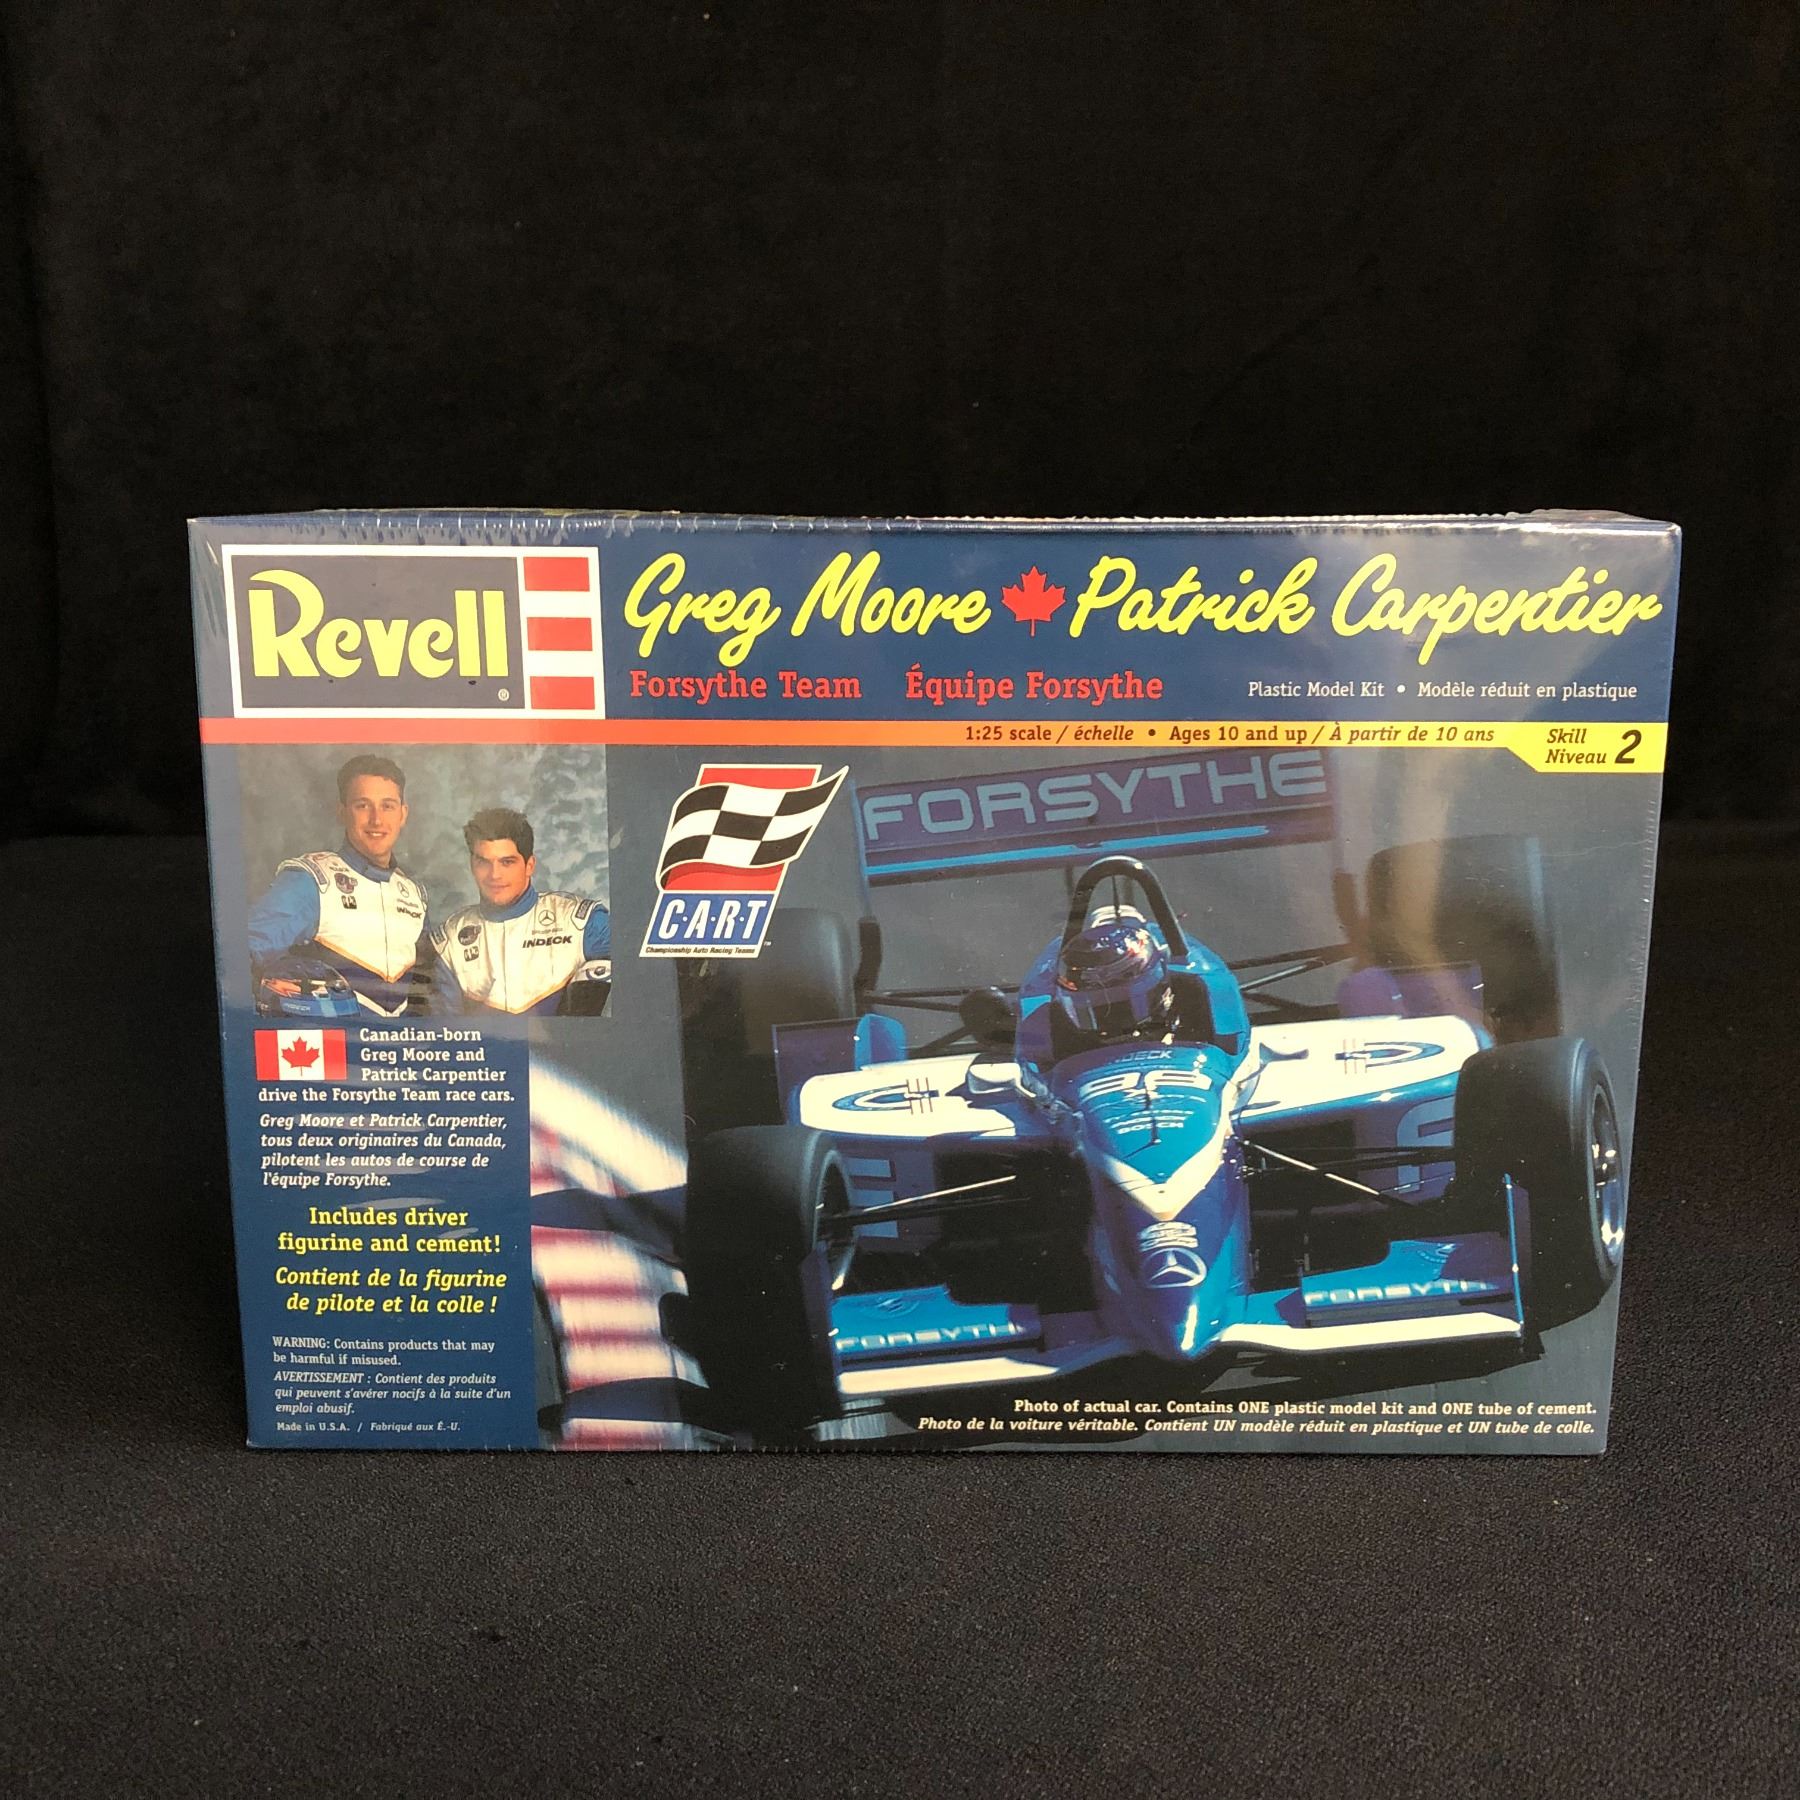 Revell
®
Greg Moore Patrick Carpentier
Forsythe Team Équipe Forsythe
Plastic Model Kit • Modèle réduit en plastique
1:25 scale / échelle • Ages 10 and up / À partir de 10 ans
Skill
Niveau 2
FORSYTHE
C·A·R·T
Championship Auto Racing Teams
INDECK
Canadian-born
Greg Moore and
Patrick Carpentier
drive the Forsythe Team race cars.
Greg Moore et Patrick Carpentier,
tous deux originaires du Canada,
pilotent les autos de course de
l'équipe Forsythe.
Includes driver
figurine and cement!
Contient de la figurine
de pilote et la colle !
WARNING: Contains products that may
be harmful if misused.
AVERTISSEMENT : Contient des produits
qui peuvent s'avérer nocifs à la suite d'un
emploi abusif.
Made in U.S.A. / Fabriqué aux É.-U.
99
BOSCH
FORSYTHE
FORSYTHE
Photo of actual car. Contains ONE plastic model kit and ONE tube of cement.
Photo de la voiture véritable. Contient UN modèle réduit en plastique et UN tube de colle.